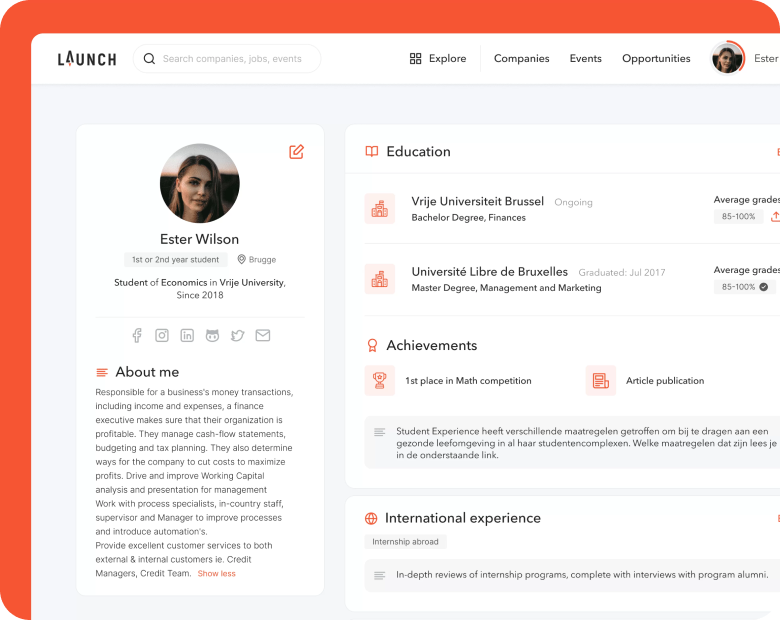 LAUNCH
Search companies, jobs, events
Explore
Companies
Events
Opportunities
Ester
Ester Wilson
1st or 2nd year student
Brugge
Student of Economics in Vrije University,
Since 2018
About me
Responsible for a business's money transactions,
including income and expenses, a finance
executive makes sure that their organization is
profitable. They manage cash-flow statements,
budgeting and tax planning. They also determine
ways for the company to cut costs to maximize
profits. Drive and improve Working Capital
analysis and presentation for management
Work with process specialists, in-country staff,
supervisor and Manager to improve processes
and introduce automation's.
Provide excellent customer services to both
external & internal customers ie. Credit
Managers, Credit Team. Show less
Education
Vrije Universiteit Brussel Ongoing
Bachelor Degree, Finances
Average grades
85-100%
Université Libre de Bruxelles Graduated: Jul 2017
Master Degree, Management and Marketing
Average grades
85-100%
Achievements
1st place in Math competition
Article publication
Student Experience heeft verschillende maatregelen getroffen om bij te dragen aan een
gezonde leefomgeving in al haar studentencomplexen. Welke maatregelen dat zijn lees je
in de onderstaande link.
International experience
Internship abroad
In-depth reviews of internship programs, complete with interviews with program alumni.